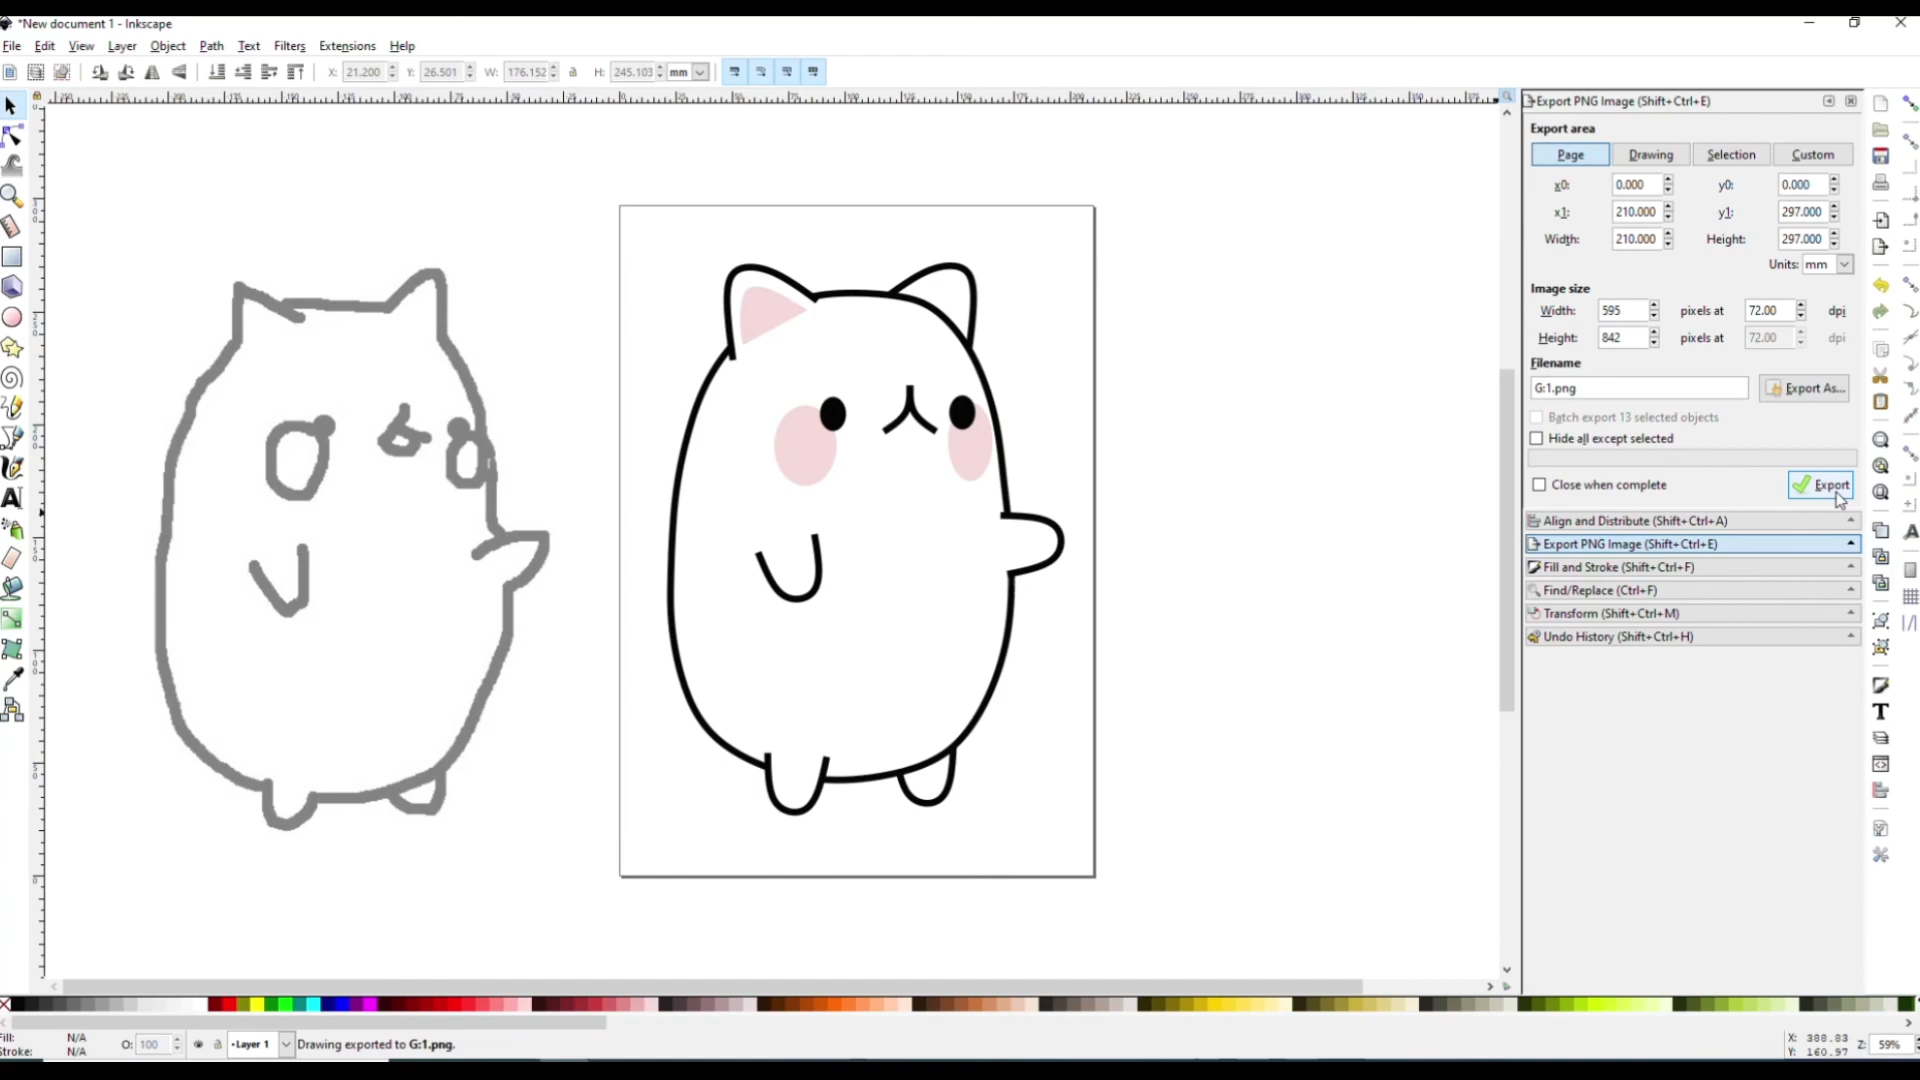 *New document 1 - Inkscape
File Edit View Layer Object Path Text Filters Extensions Help
X: 21.200 Y: 26.501 W: 176.152 H: 245.103 mm
Export PNG Image (Shift+Ctrl+E)
Export area
Page Drawing Selection Custom
x0: 0.000 y0: 0.000
x1: 210.000 y1: 297.000
Width: 210.000 Height: 297.000
Units: mm
Image size
Width: 595 pixels at 72.00 dpi
Height: 842 pixels at 72.00 dpi
Filename
G:1.png Export As...
Batch export 13 selected objects
Hide all except selected
Close when complete Export
Align and Distribute (Shift+Ctrl+A)
Export PNG Image (Shift+Ctrl+E)
Fill and Stroke (Shift+Ctrl+F)
Find/Replace (Ctrl+F)
Transform (Shift+Ctrl+M)
Undo History (Shift+Ctrl+H)
Fill: N/A
Stroke: N/A
O: 100 •Layer 1 Drawing exported to G:1.png.
X: 388.83
Y: 160.97
Z: 59%